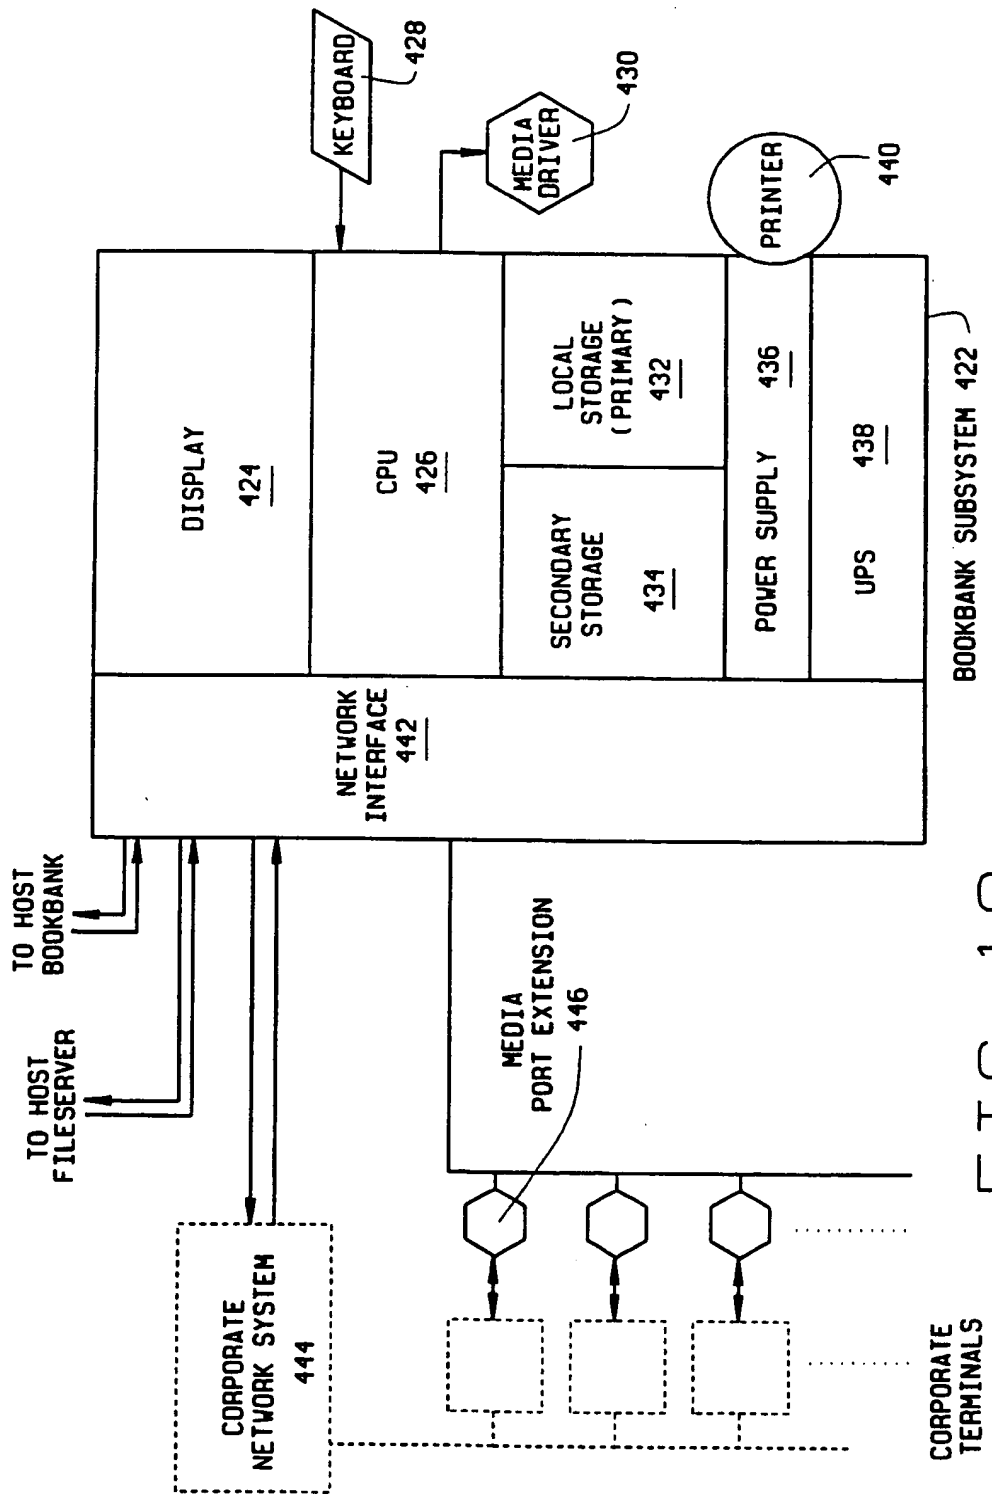 CORPORATE
NETWORK SYSTEM
444
TO HOST
FILESERVER
TO HOST
BOOKBANK
NETWORK
INTERFACE
442
DISPLAY
424
CPU
426
KEYBOARD
428
MEDIA
DRIVER
430
SECONDARY
STORAGE
434
LOCAL
STORAGE
(PRIMARY)
432
POWER SUPPLY 436
UPS 438
PRINTER
440
BOOKBANK SUBSYSTEM 422
MEDIA
PORT EXTENSION
446
CORPORATE
TERMINALS